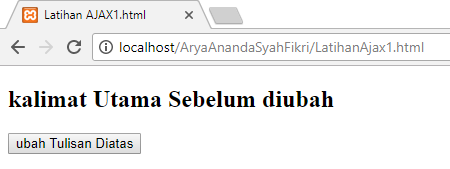 Latihan AJAX1.html
localhost/AryaAnandaSyahFikri/LatihanAjax1.html
kalimat Utama Sebelum diubah
ubah Tulisan Diatas